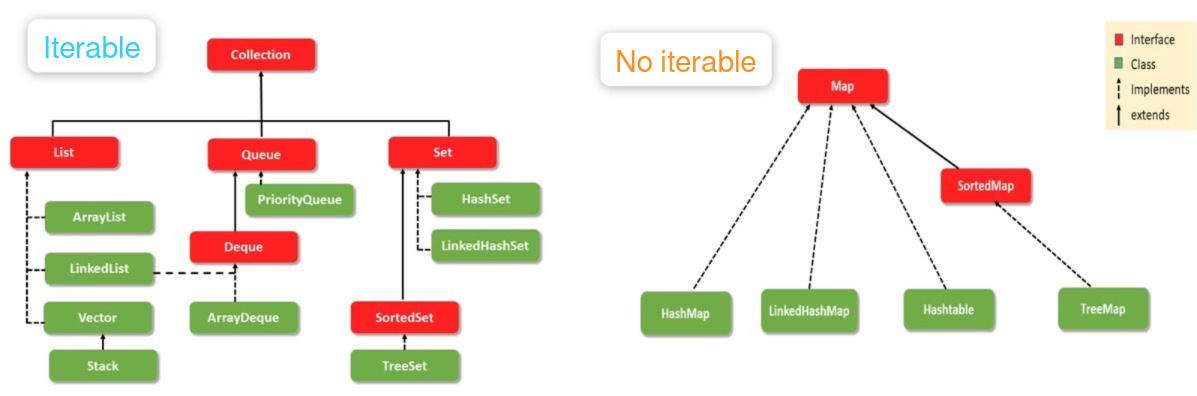 Iterable
Collection
List
Queue
Set
PriorityQueue
HashSet
ArrayList
Deque
LinkedHashSet
LinkedList
Vector
ArrayDeque
SortedSet
Stack
TreeSet
No iterable
Map
SortedMap
HashMap
LinkedHashMap
Hashtable
TreeMap
Interface
Class
Implements
extends